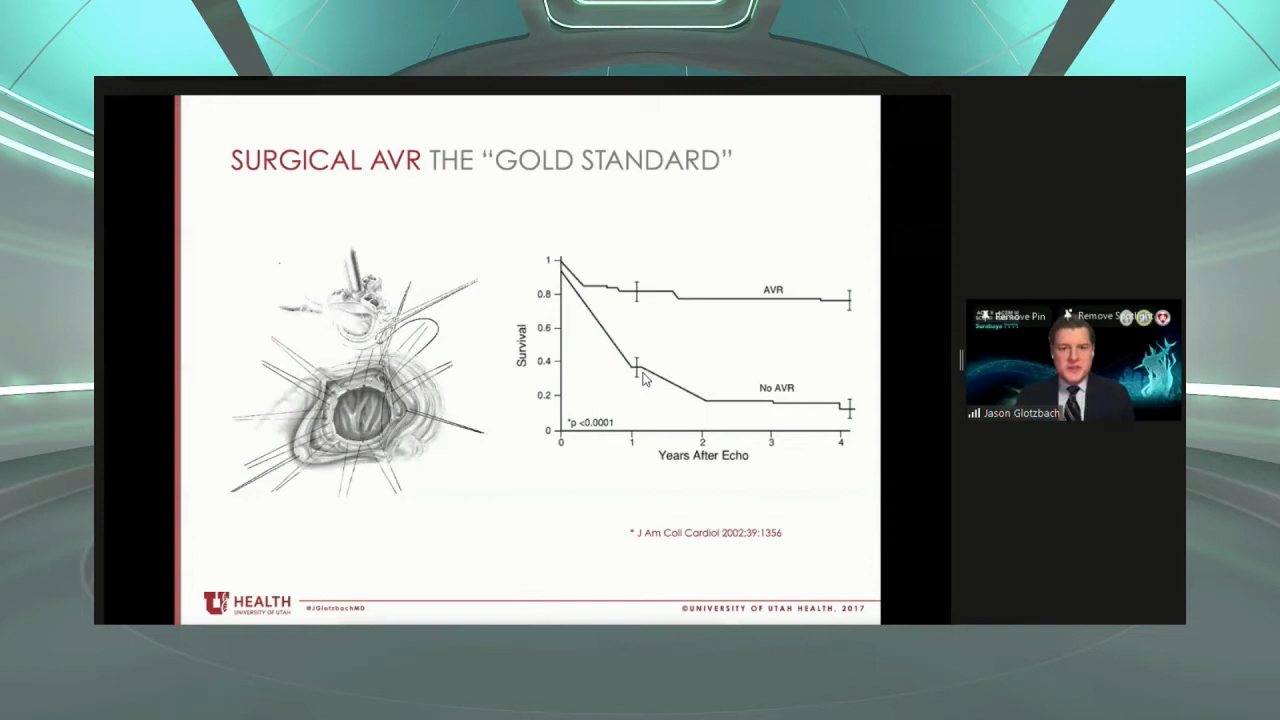 SURGICAL AVR THE “GOLD STANDARD”
1
0.8
0.6
0.4
0.2
0
Survival
AVR
No AVR
*p <0.0001
0 1 2 3 4
Years After Echo
* J Am Coll Cardiol 2002;39:1356
U HEALTH
UNIVERSITY OF UTAH
@JGlotzbachMD
©UNIVERSITY OF UTAH HEALTH, 2017
Remove Pin
Remove Spotlight
Jason Glotzbach